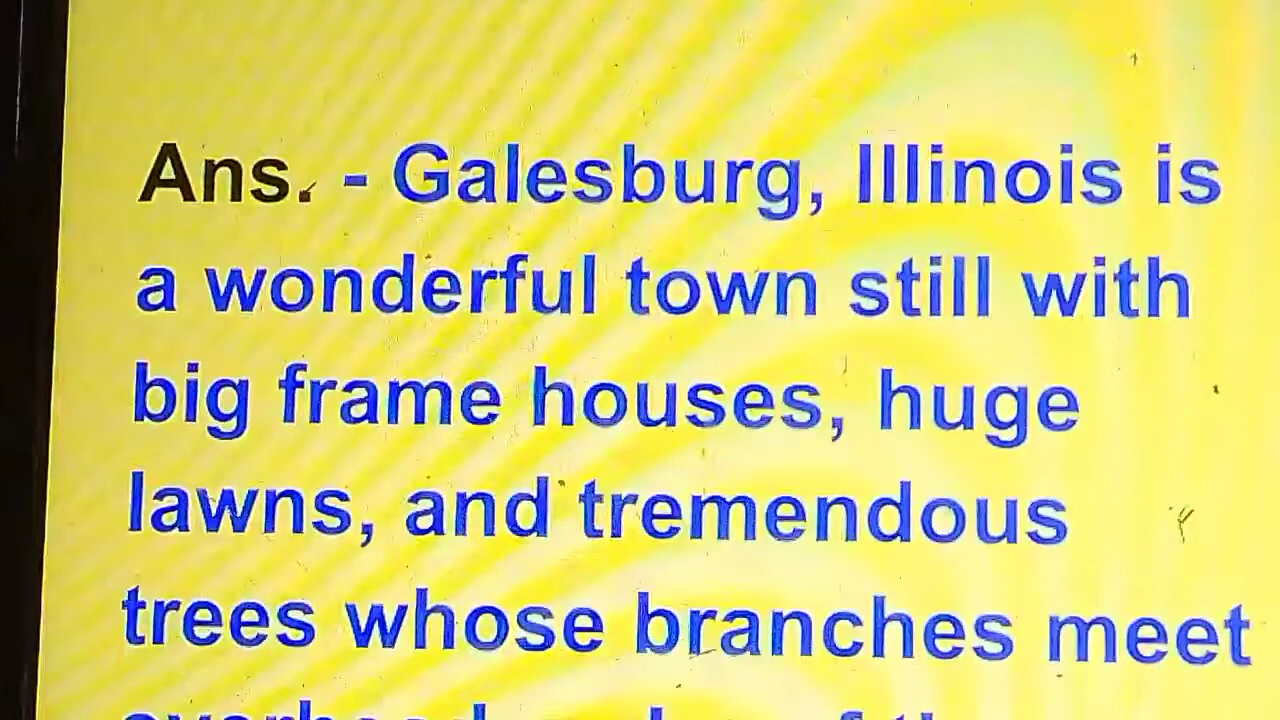 Ans. - Galesburg, Illinois is
a wonderful town still with
big frame houses, huge
lawns, and tremendous
trees whose branches meet
overhead